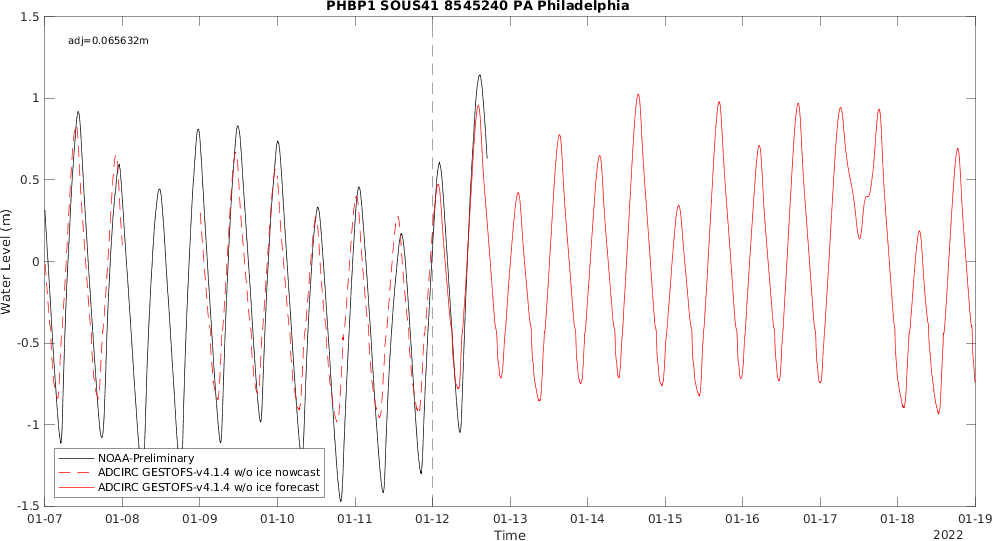 PHBP1 SOUS41 8545240 PA Philadelphia
1.5
adj=0.065632m
1
0.5
0
-0.5
-1
-1.5
Water Level (m)
NOAA-Preliminary
ADCIRC GESTOFS-v4.1.4 w/o ice nowcast
ADCIRC GESTOFS-v4.1.4 w/o ice forecast
01-07 01-08 01-09 01-10 01-11 01-12 01-13 01-14 01-15 01-16 01-17 01-18 01-19
Time
2022